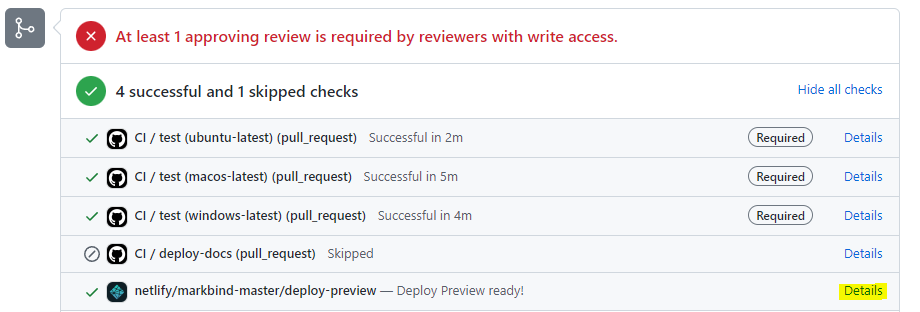 At least 1 approving review is required by reviewers with write access.
4 successful and 1 skipped checks Hide all checks
CI / test (ubuntu-latest) (pull_request) Successful in 2m Required Details
CI / test (macos-latest) (pull_request) Successful in 5m Required Details
CI / test (windows-latest) (pull_request) Successful in 4m Required Details
CI / deploy-docs (pull_request) Skipped Details
netlify/markbind-master/deploy-preview — Deploy Preview ready! Details